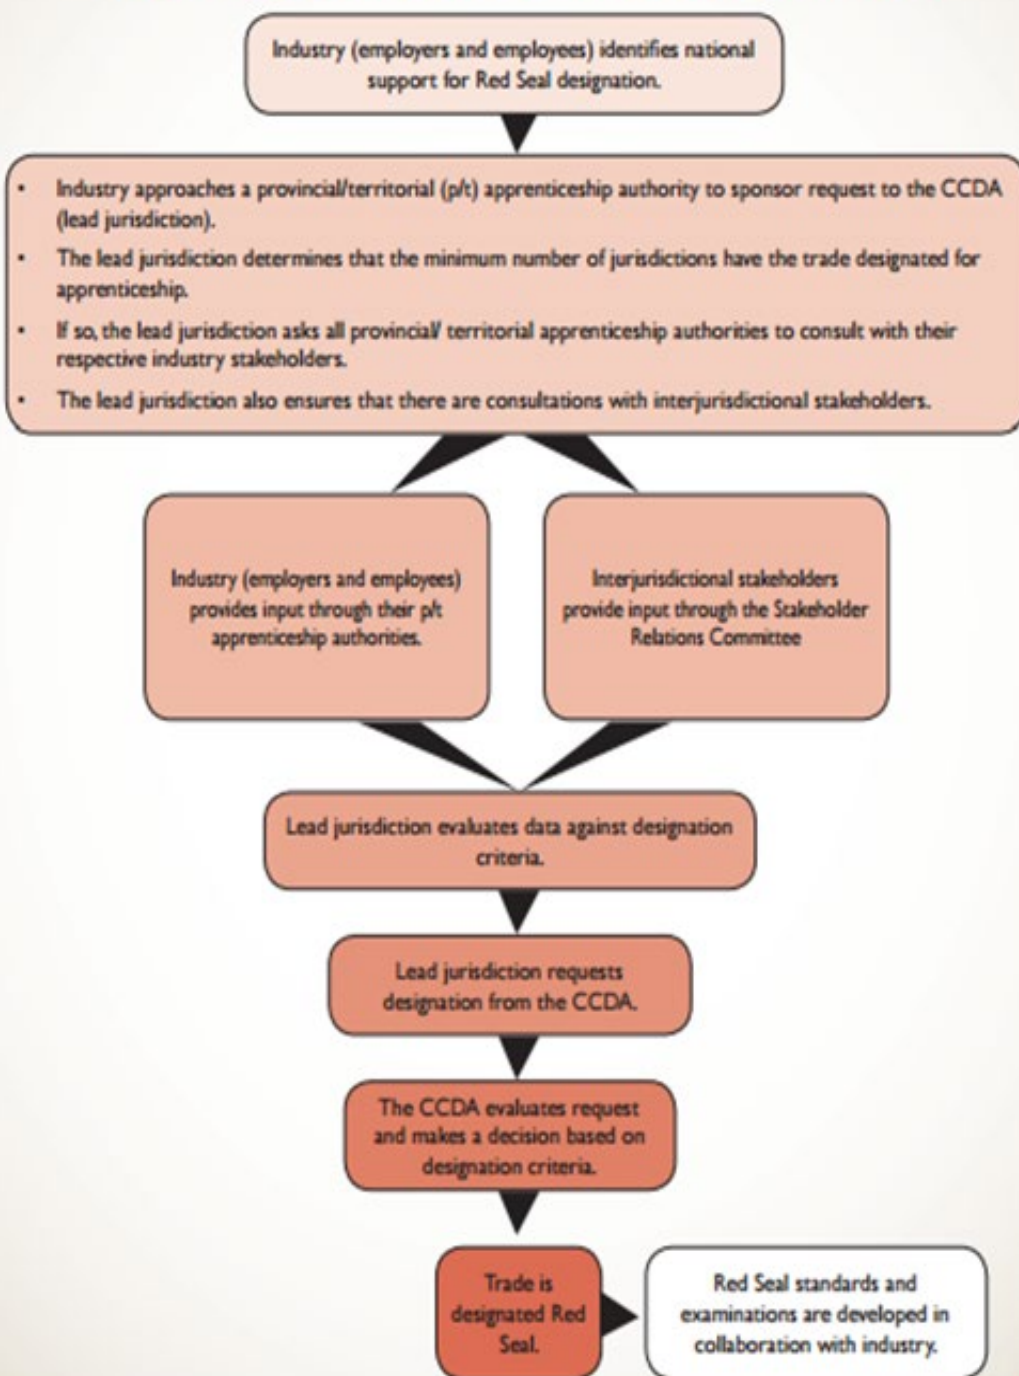 Industry (employers and employees) identifies national
support for Red Seal designation.
• Industry approaches a provincial/territorial (p/t) apprenticeship authority to sponsor request to the CCDA
(lead jurisdiction).
• The lead jurisdiction determines that the minimum number of jurisdictions have the trade designated for
apprenticeship.
• If so, the lead jurisdiction asks all provincial/ territorial apprenticeship authorities to consult with their
respective industry stakeholders.
• The lead jurisdiction also ensures that there are consultations with interjurisdictional stakeholders.
Industry (employers and employees)
provides input through their p/t
apprenticeship authorities.
Interjurisdictional stakeholders
provide input through the Stakeholder
Relations Committee
Lead jurisdiction evaluates data against designation
criteria.
Lead jurisdiction requests
designation from the CCDA.
The CCDA evaluates request
and makes a decision based on
designation criteria.
Trade is
designated Red
Seal.
Red Seal standards and
examinations are developed in
collaboration with industry.